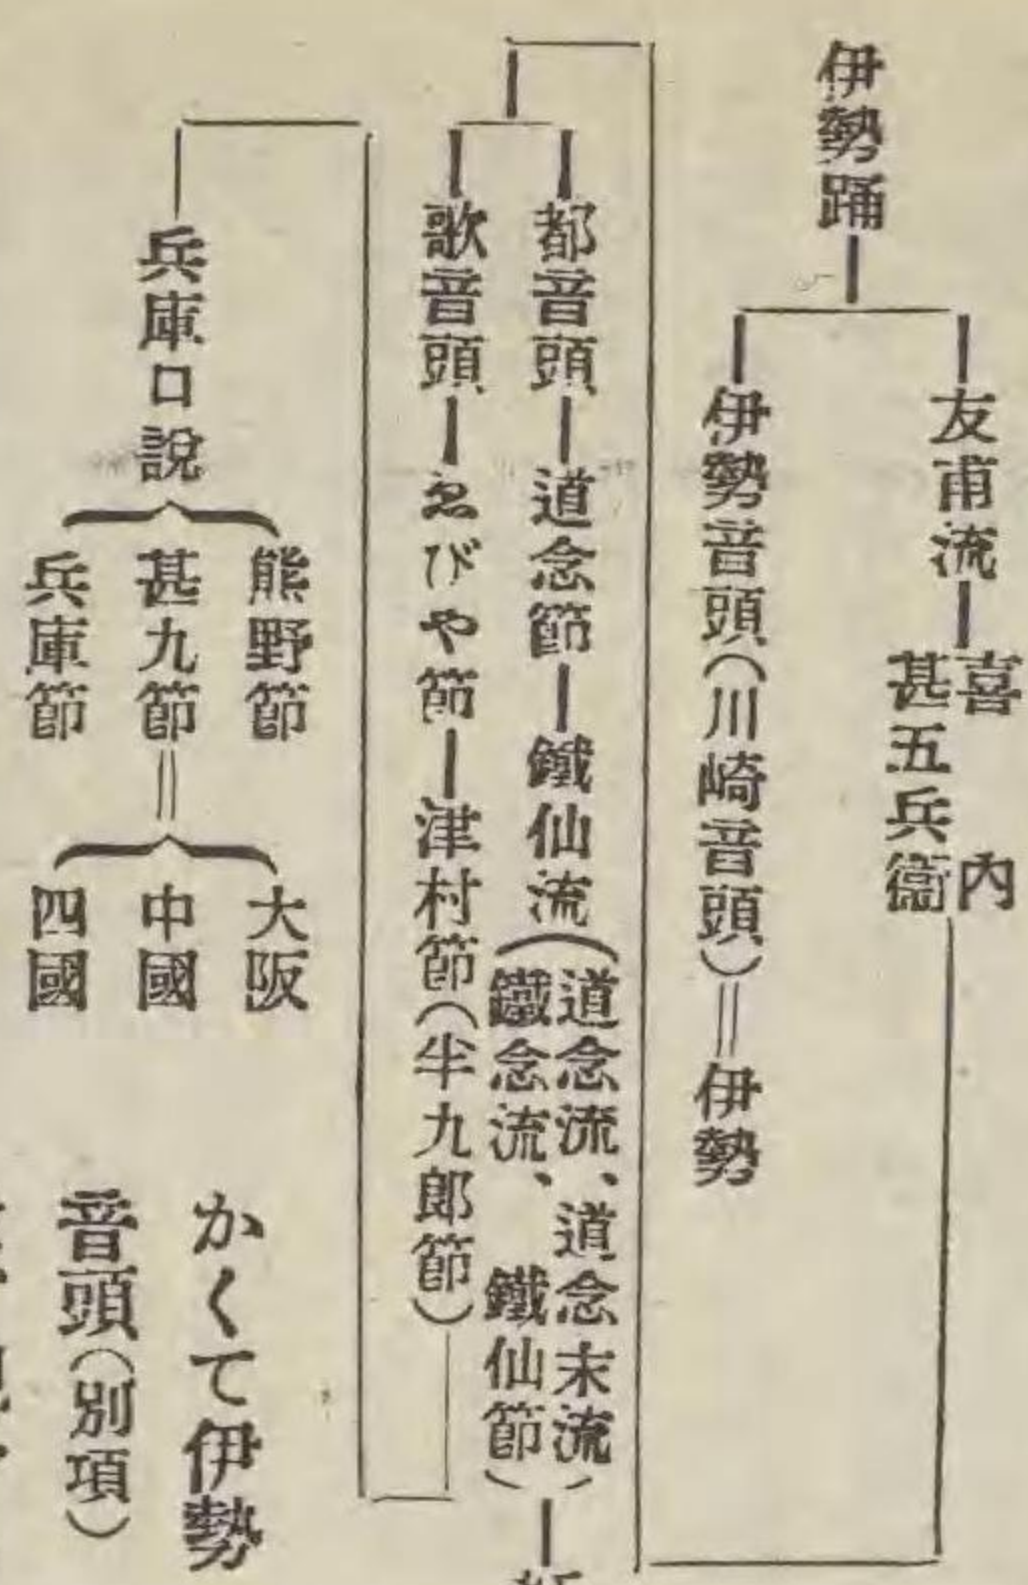 伊勢踊
友甫流
喜内
甚五兵衞
伊勢音頭(川崎音頭)=伊勢
都音頭―道念節―鐵仙流(道念流、道念末流
鐵念流、鐵仙節)―
歌音頭―ゑびや節―津村節(半九郎節)
兵庫口說
熊野節
甚九節
兵庫節
大阪
中國
四國
かくて伊勢
音頭(別項)